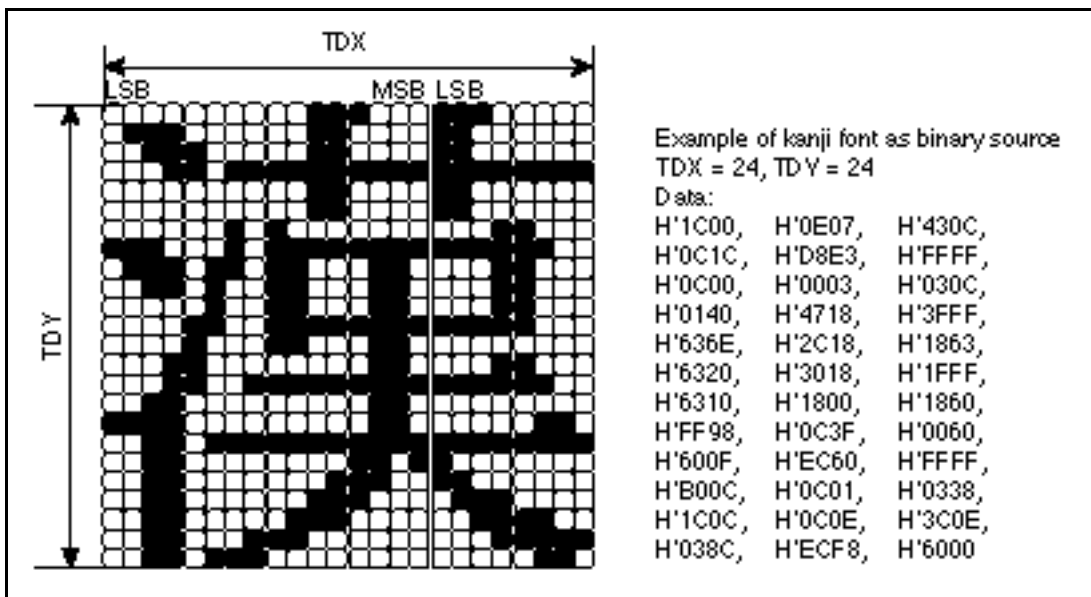 TDX
LSB MSB LSB
TDY
Example of kanji font as binary source
TDX = 24, TDY = 24
Data:
H'1C00, H'0E07, H'430C,
H'0C1C, H'D8E3, H'FFFF,
H'0C00, H'0003, H'030C,
H'0140, H'4718, H'3FFF,
H'636E, H'2C18, H'1863,
H'6320, H'3018, H'1FFF,
H'6310, H'1800, H'1860,
H'FF98, H'0C3F, H'0060,
H'600F, H'EC60, H'FFFF,
H'B00C, H'0C01, H'0338,
H'1C0C, H'0C0E, H'3C0E,
H'038C, H'ECF8, H'6000